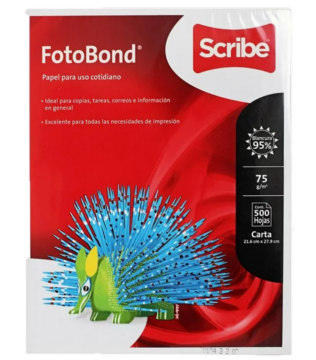 FotoBond®
Scribe®
Papel para uso cotidiano
• Ideal para copias, tareas, correos e información
en general
• Excelente para todas las necesidades de impresión
Blancura
95%
75
g/m²
Cont.
500
Hojas
Carta
21.6 cm x 27.9 cm